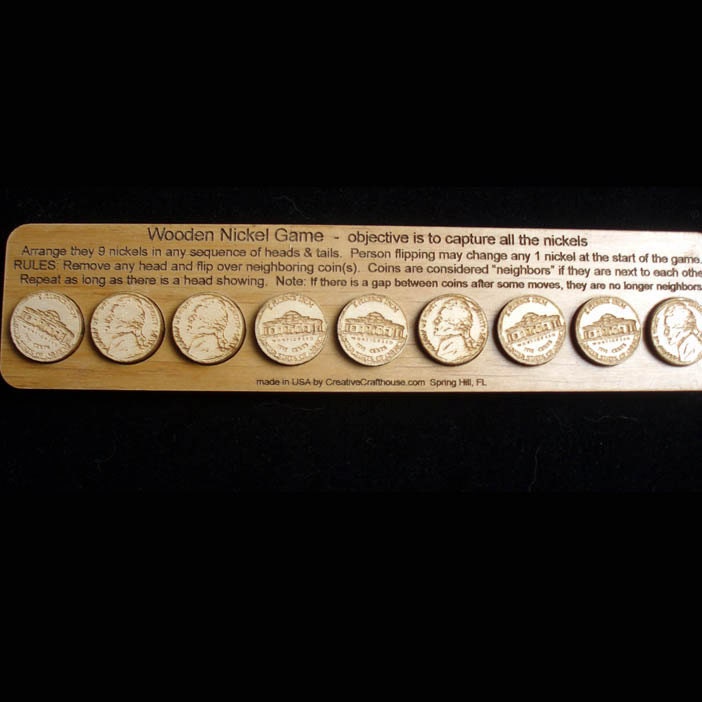 Wooden Nickel Game - objective is to capture all the nickels
Arrange they 9 nickels in any sequence of heads & tails. Person flipping may change any 1 nickel at the start of the game.
RULES: Remove any head and flip over neighboring coin(s). Coins are considered "neighbors" if they are next to each othe
Repeat as long as there is a head showing. Note: If there is a gap between coins after some moves, they are no longer neighbors
made in USA by CreativeCrafthouse.com Spring Hill, FL